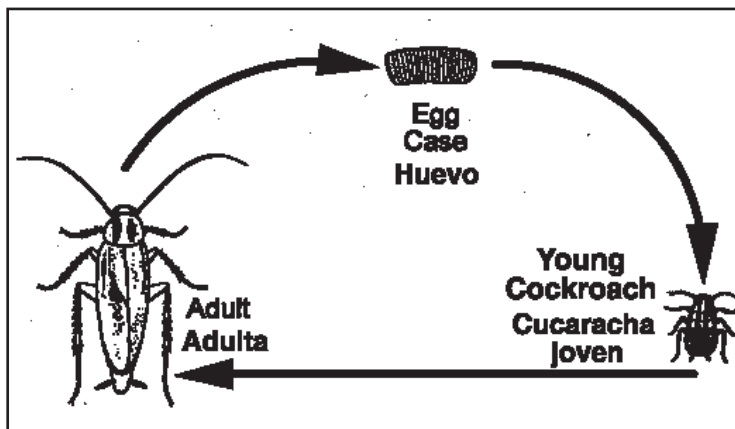 Egg
Case
Huevo
Young
Cockroach
Cucaracha
joven
Adult
Adulta